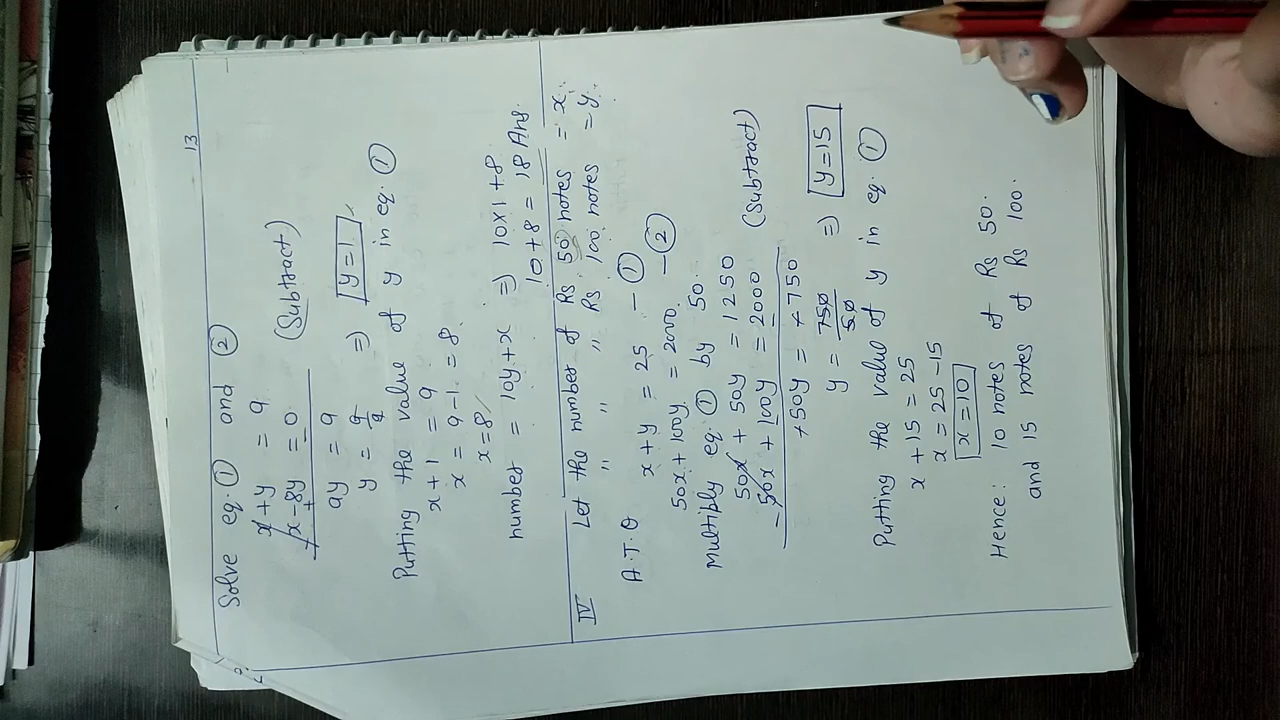 13
Solve eq. ① and ②
x + y = 9
x - 8y = 0 (Subtract)
- + -
9y = 9
y = 9/9 => y = 1
Putting the value of y in eq. ①
x + 1 = 9
x = 9 - 1 = 8
x = 8
number = 10y + x => 10 x 1 + 8
10 + 8 = 18 Ans.
IV Let the number of Rs 50 notes = x.
" " " Rs 100 notes = y.
A.T.Q
x + y = 25 - ①
50x + 100y = 2000 - ②
Multibly eq. ① by 50.
50x + 50y = 1250
- 50x + 100y = 2000 (Subtract)
+ 50y = + 750
y = 750/50 => y = 15
Putting the value of y in eq. ①
x + 15 = 25
x = 25 - 15
x = 10
Hence: 10 notes of Rs 50.
and 15 notes of Rs 100.